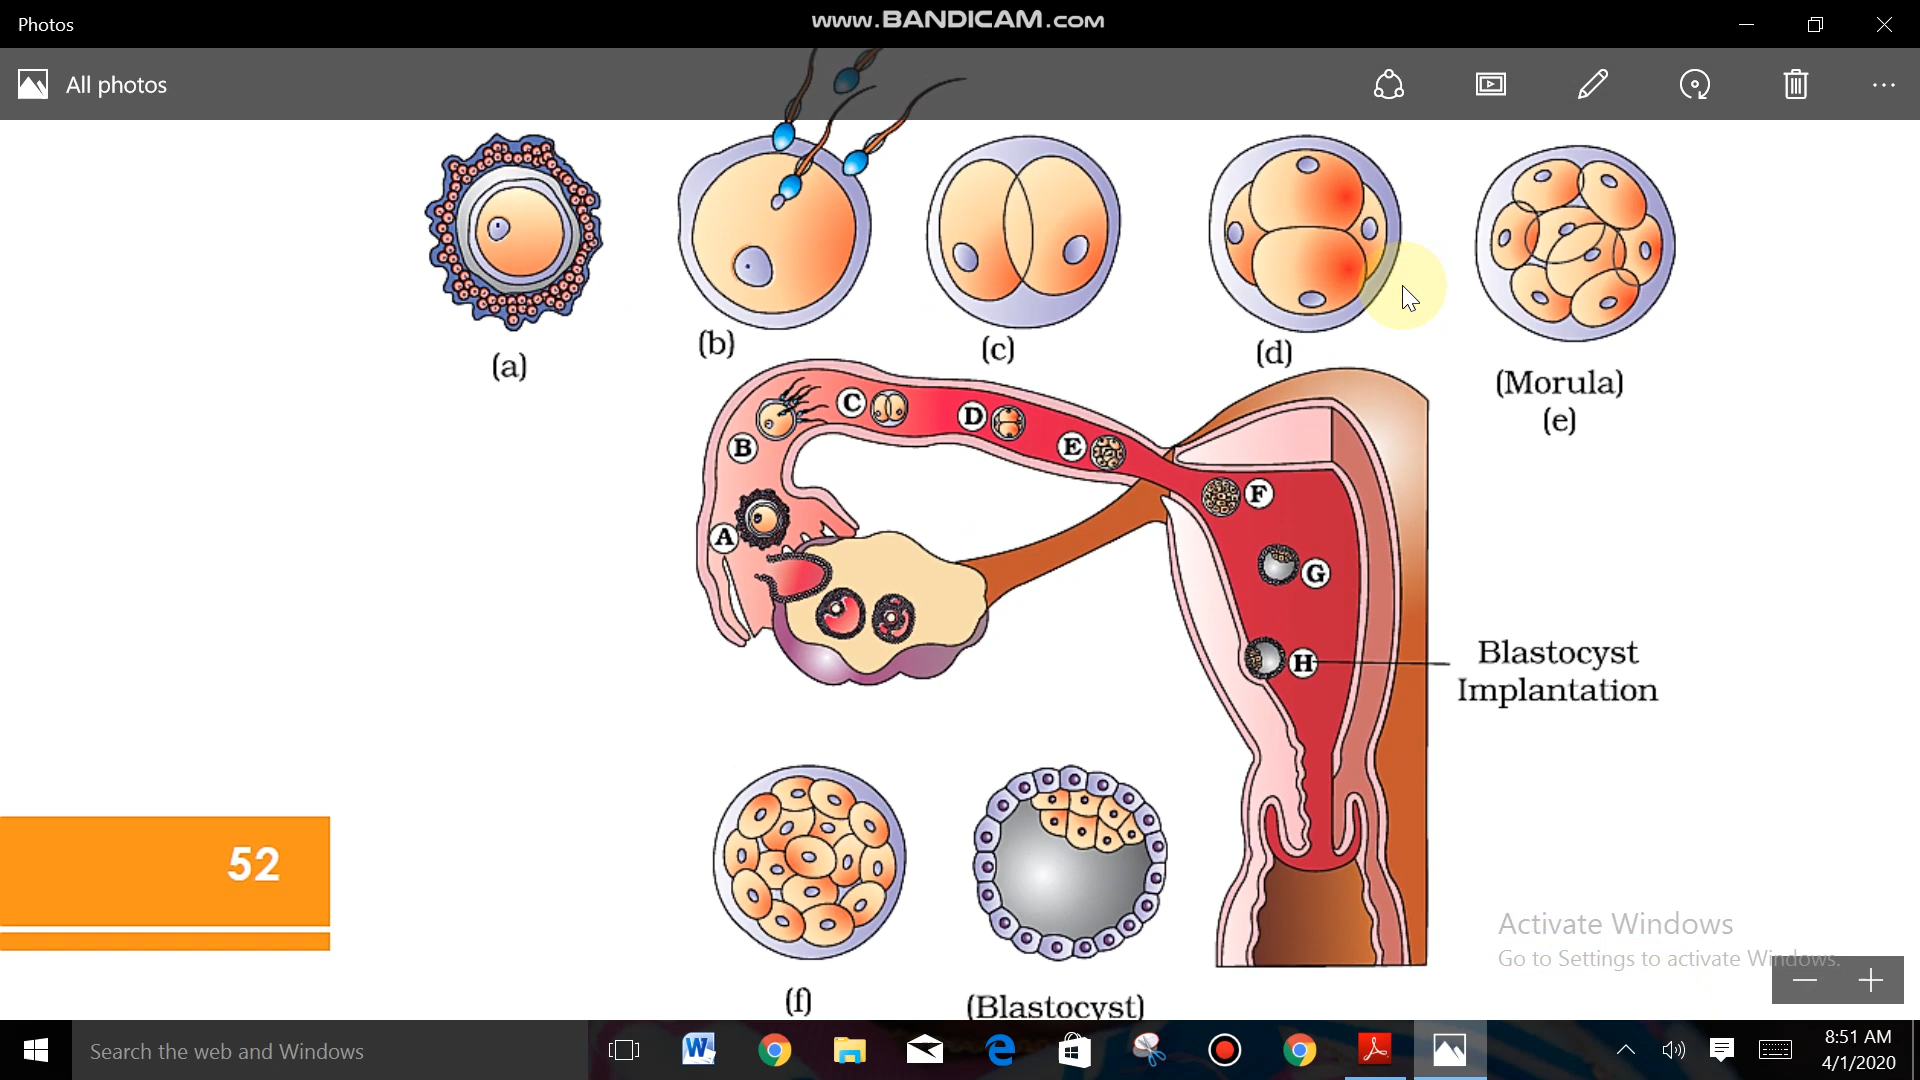 Photos
www.BANDICAM.com
All photos
(a)
(b)
(c)
(d)
(Morula)
(e)
C
D
B
E
F
A
G
H
Blastocyst
Implantation
52
(f)
(Blastocyst)
Activate Windows
Go to Settings to activate Windows.
Search the web and Windows
8:51 AM
4/1/2020